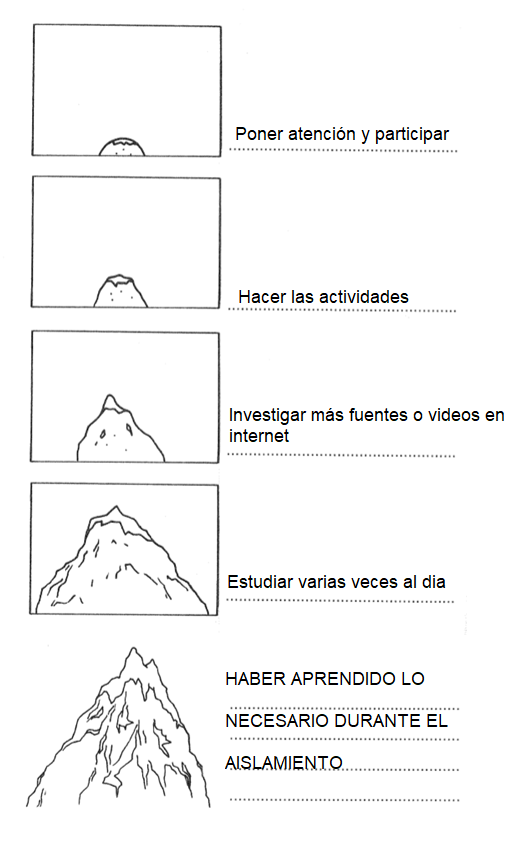 Poner atención y participar
Hacer las actividades
Investigar más fuentes o videos en
internet
Estudiar varias veces al dia
HABER APRENDIDO LO
NECESARIO DURANTE EL
AISLAMIENTO